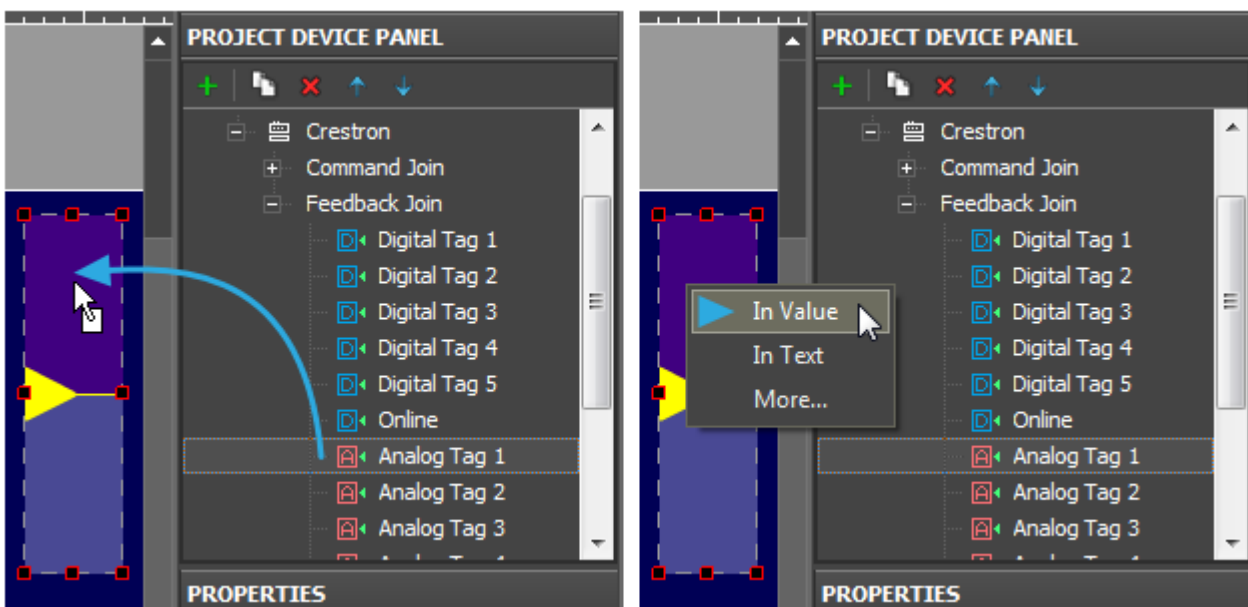 PROJECT DEVICE PANEL
Crestron
Command Join
Feedback Join
D Digital Tag 1
D Digital Tag 2
D Digital Tag 3
D Digital Tag 4
D Digital Tag 5
D Online
A Analog Tag 1
A Analog Tag 2
A Analog Tag 3
PROPERTIES
PROJECT DEVICE PANEL
Crestron
Command Join
Feedback Join
D Digital Tag 1
D Digital Tag 2
D Digital Tag 3
D Digital Tag 4
D Digital Tag 5
D Online
A Analog Tag 1
A Analog Tag 2
A Analog Tag 3
In Value
In Text
More...
PROPERTIES